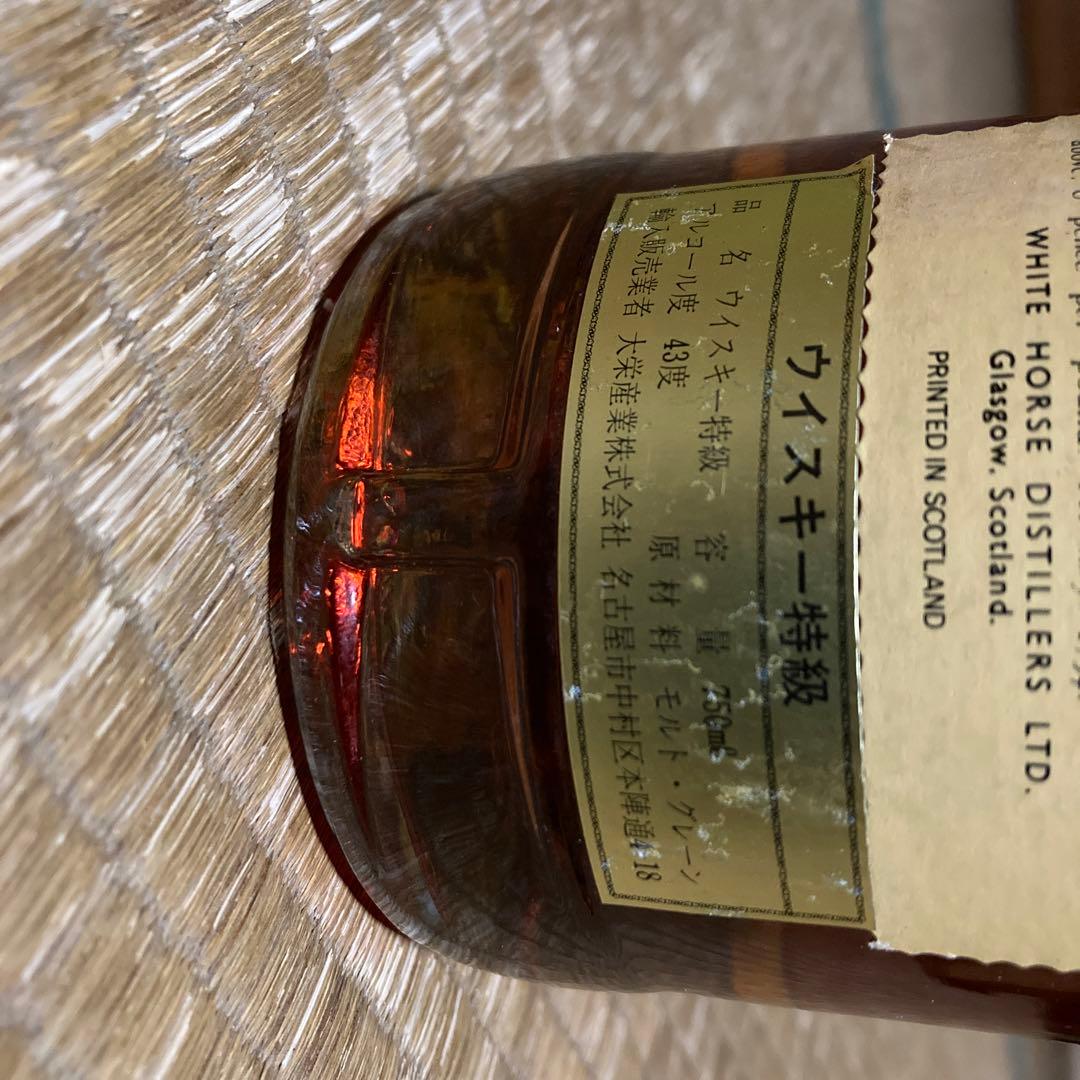 WHITE HORSE DISTILLERS LTD.
Glasgow. Scotland.
PRINTED IN SCOTLAND
ウイスキー特級
品 名 ウイスキー特級 容 量 750mℓ
アルコール度 43度 原材料 モルト・グレーン
輸入販売業者 大栄産業株式会社 名古屋市中村区本陣通